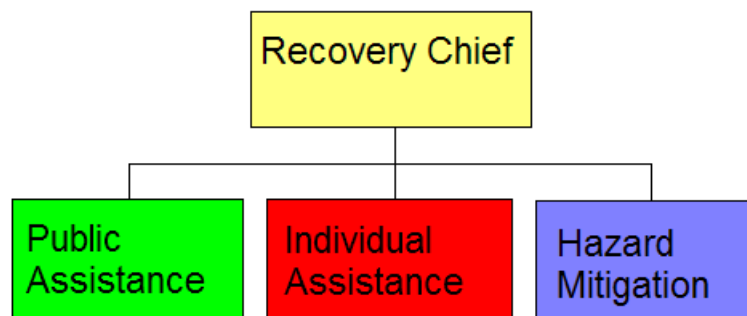 Recovery Chief
Public
Assistance
Individual
Assistance
Hazard
Mitigation